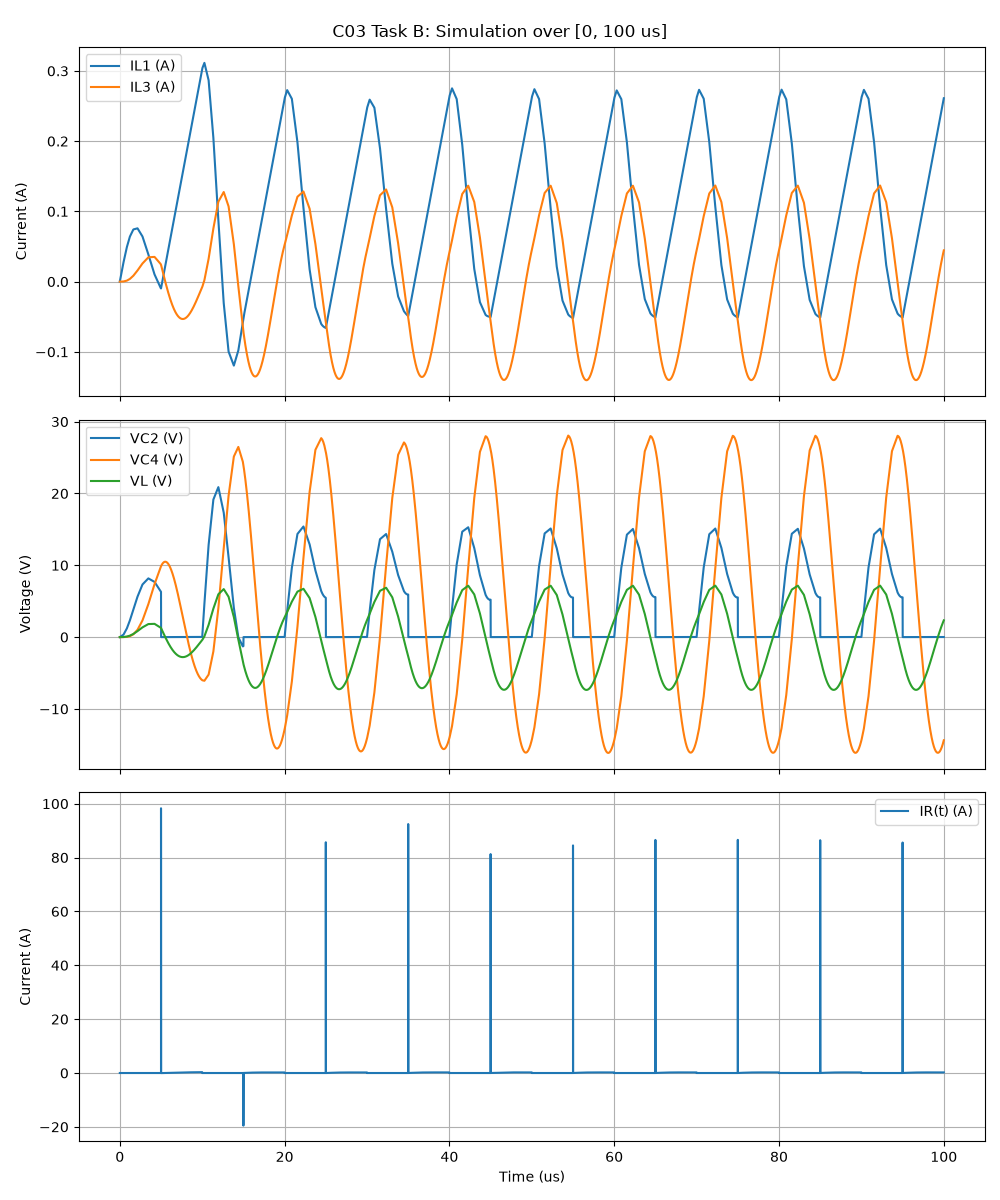 C03 Task B: Simulation over [0, 100 us]
IL1 (A)
IL3 (A)
Current (A)
0.3
0.2
0.1
0.0
−0.1
VC2 (V)
VC4 (V)
VL (V)
Voltage (V)
30
20
10
0
−10
IR(t) (A)
Current (A)
100
80
60
40
20
0
−20
0 20 40 60 80 100
Time (us)